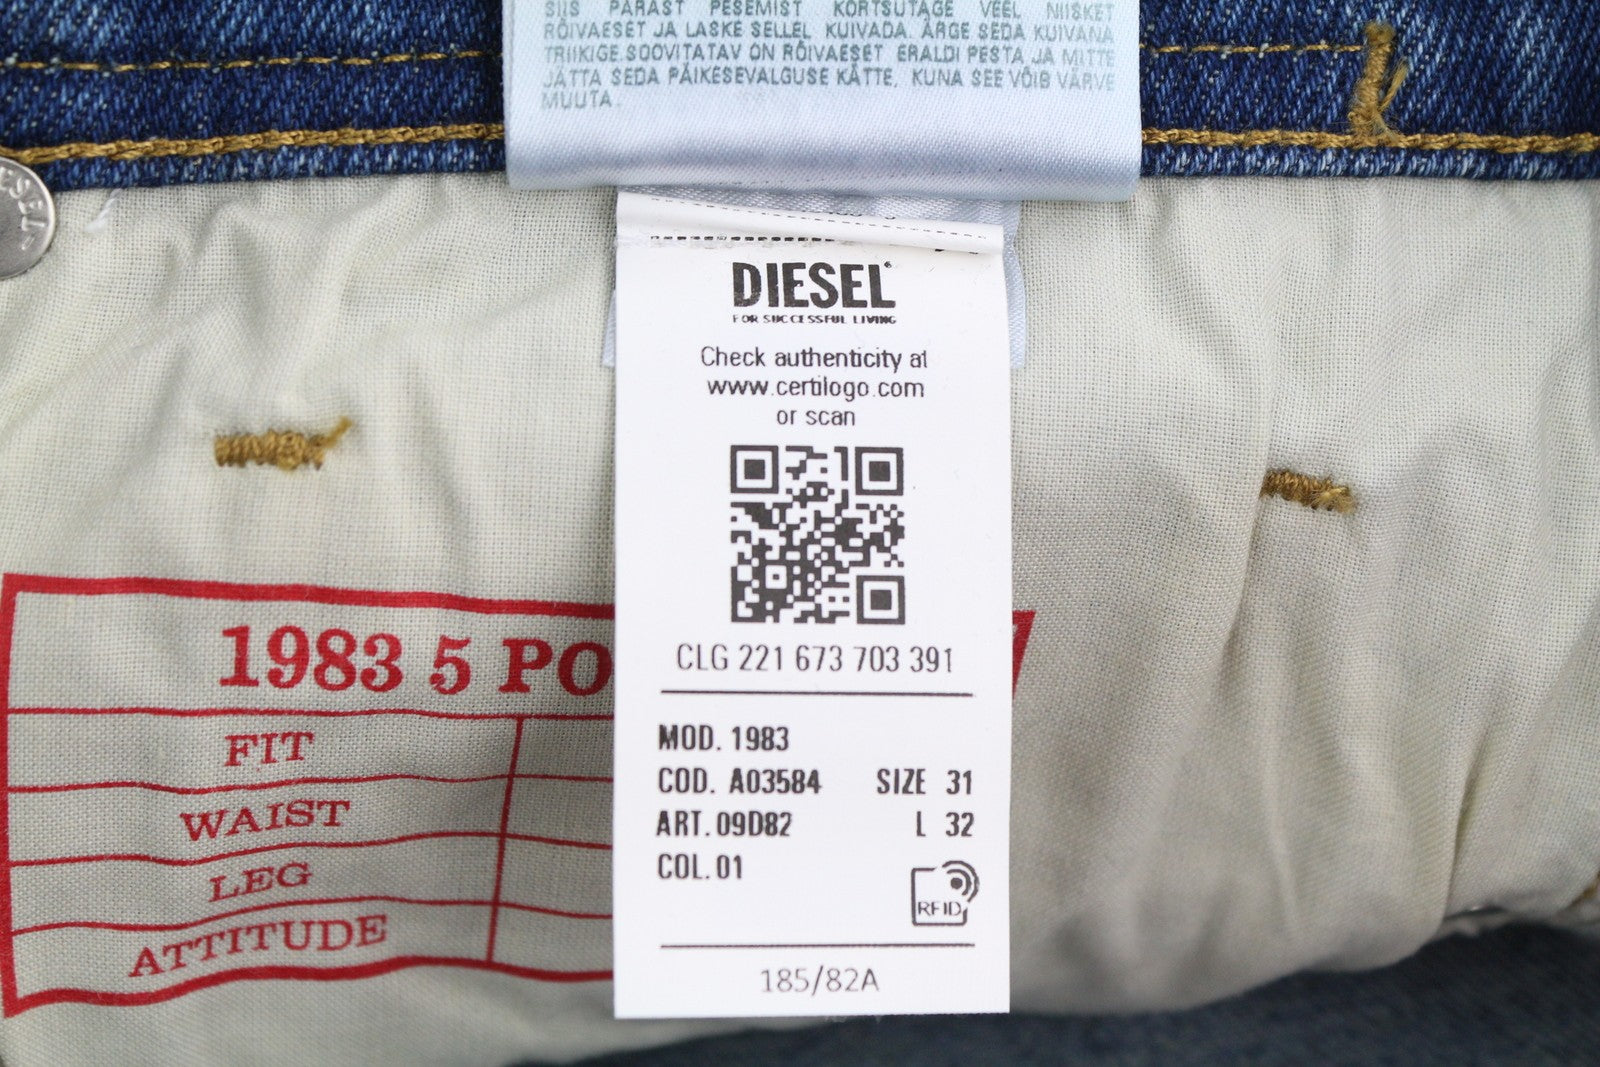 SIIS PÄRAST PESEMIST KORTSUTAGE VEEL NIISKET
RÕIVAESET JA LASKE SELLEL KUIVADA. ÄRGE SEDA KUIVANA
TRIIKIGE.SOOVITATAV ON RÕIVAESET ERALDI PESTA JA MITTE
JÄTTA SEDA PÄIKESEVALGUSE KÄTTE, KUNA SEE VÕIB VÄRVE
MUUTA.
ESEL
DIESEL
FOR SUCCESSFUL LIVING
Check authenticity at
www.certilogo.com
or scan
CLG 221 673 703 391
MOD. 1983
COD. A03584 SIZE 31
ART. 09D82 L 32
COL. 01
RFID
185/82A
1983 5 PO
FIT
WAIST
LEG
ATTITUDE